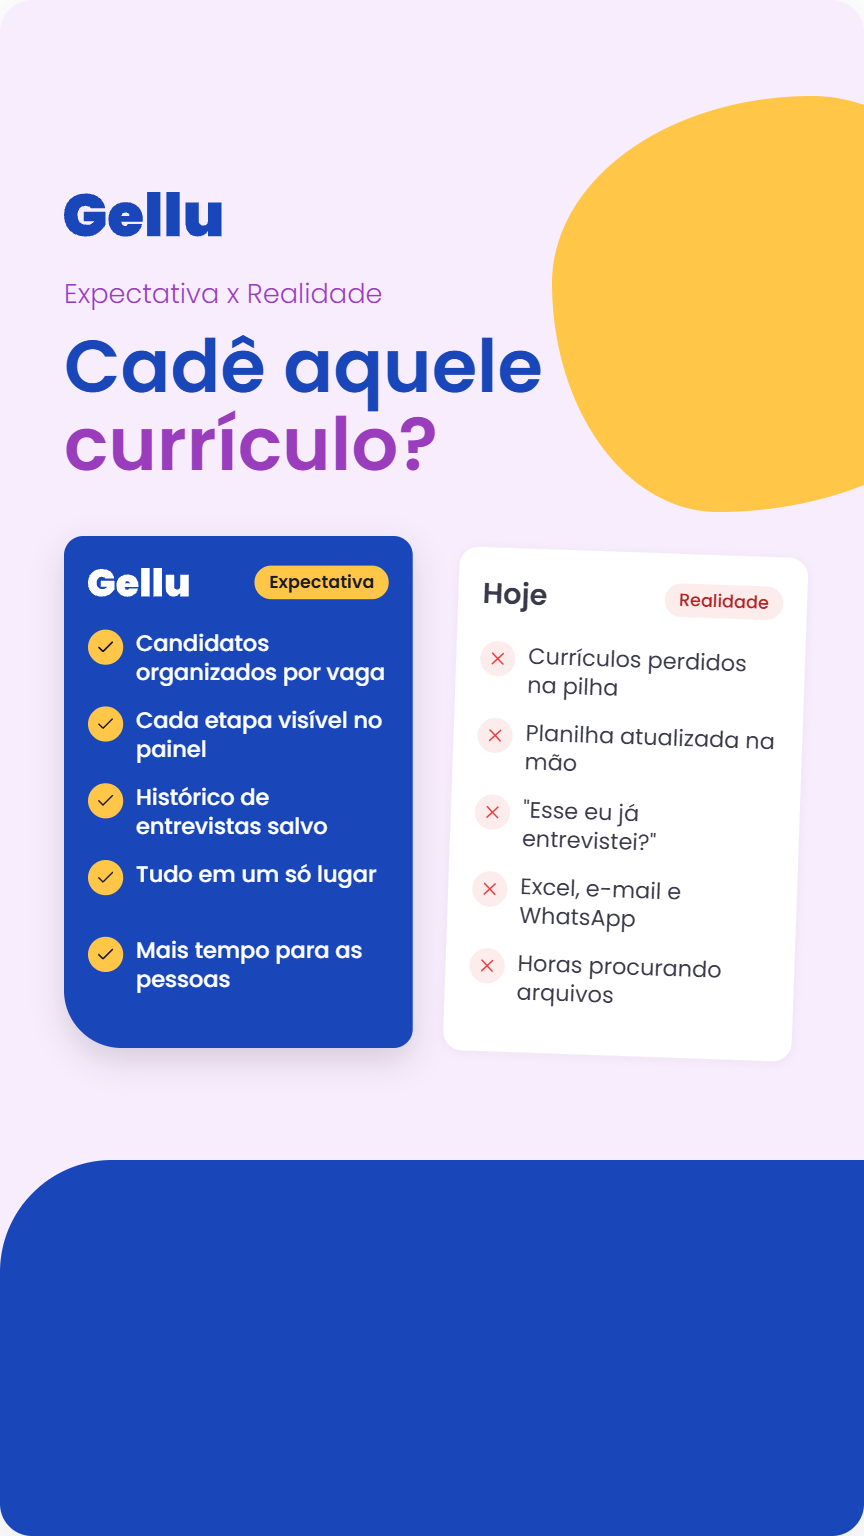 Gellu
Expectativa x Realidade
Cadê aquele
currículo?
Gellu
Expectativa
Candidatos
organizados por vaga
Cada etapa visível no
painel
Histórico de
entrevistas salvo
Tudo em um só lugar
Mais tempo para as
pessoas
Hoje
Realidade
Currículos perdidos
na pilha
Planilha atualizada na
mão
"Esse eu já
entrevistei?"
Excel, e-mail e
WhatsApp
Horas procurando
arquivos